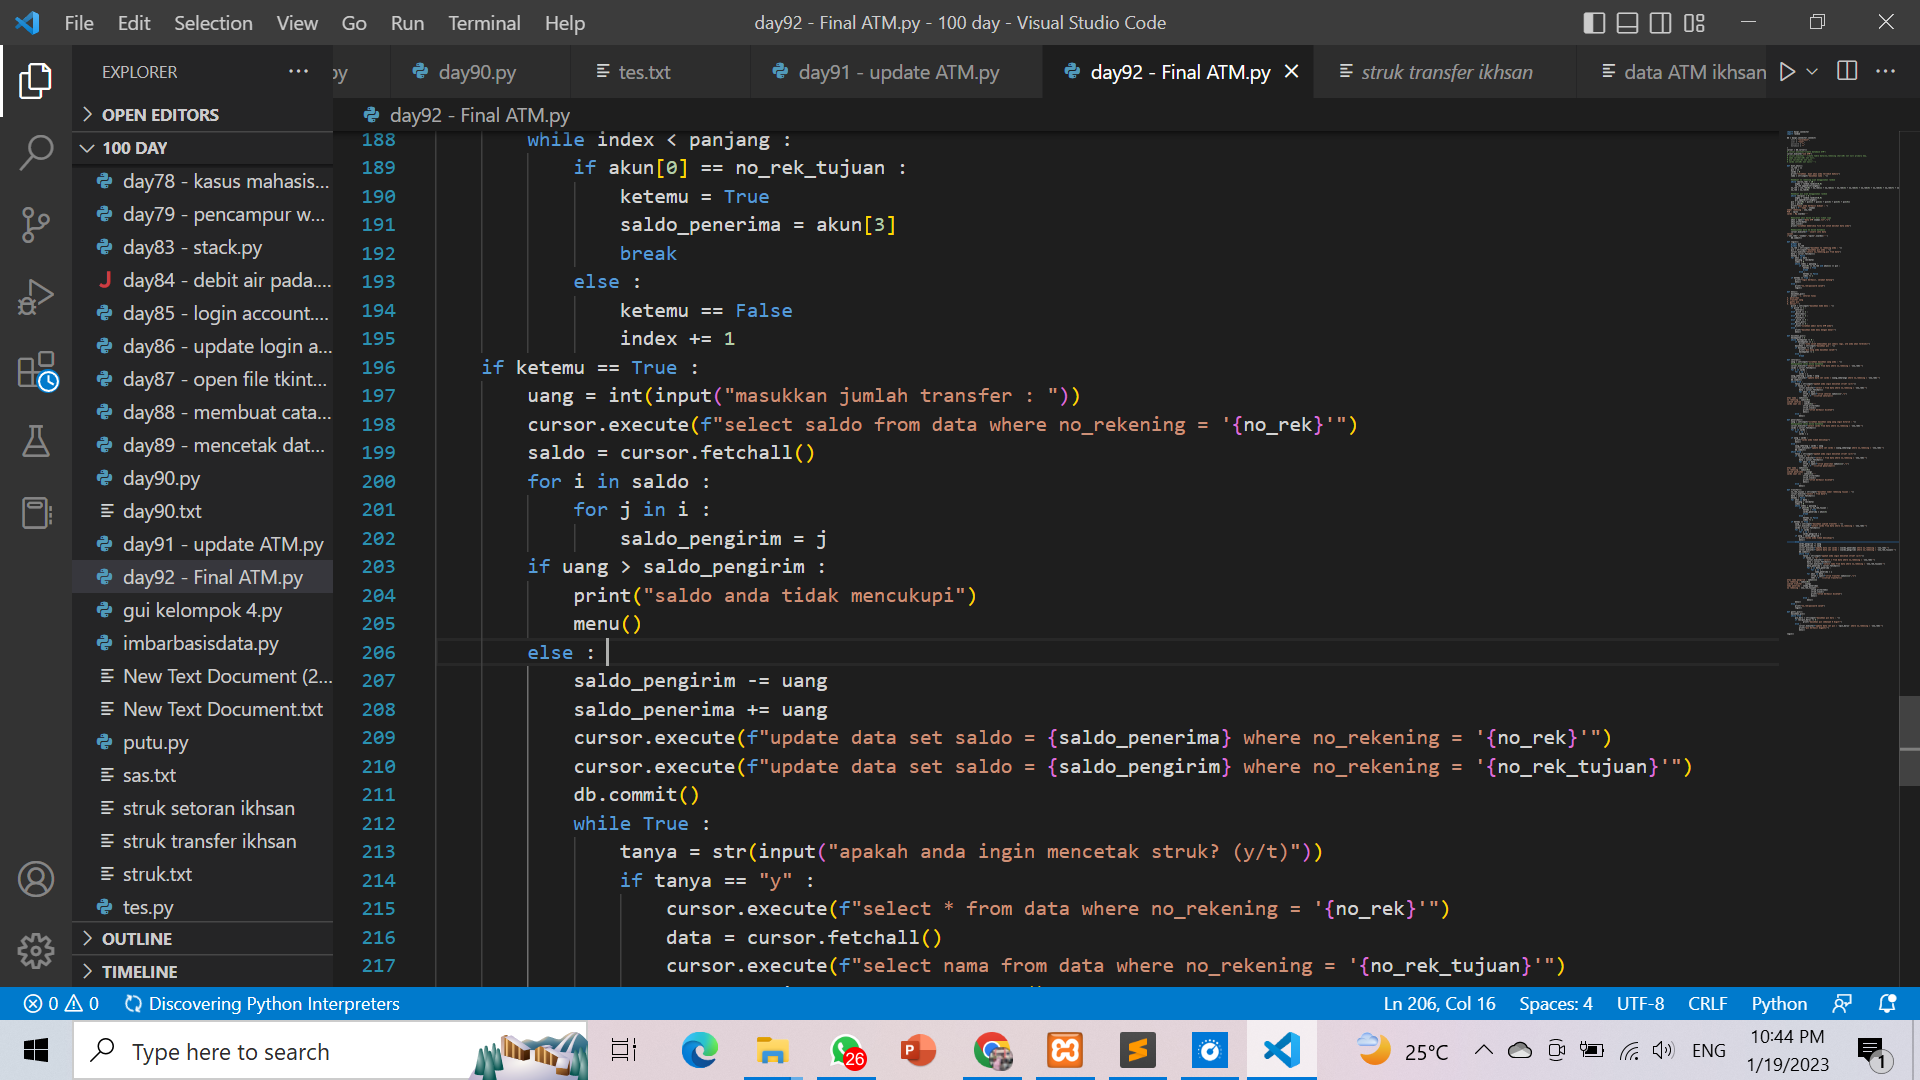 File Edit Selection View Go Run Terminal Help
day92 - Final ATM.py - 100 day - Visual Studio Code
EXPLORER
py
day90.py
tes.txt
day91 - update ATM.py
day92 - Final ATM.py
struk transfer ikhsan
data ATM ikhsan
OPEN EDITORS
100 DAY
day78 - kasus mahasis...
day79 - pencampur w...
day83 - stack.py
day84 - debit air pada....
day85 - login account....
day86 - update login a...
day87 - open file tkint...
day88 - membuat cata...
day89 - mencetak dat...
day90.py
day90.txt
day91 - update ATM.py
day92 - Final ATM.py
gui kelompok 4.py
imbarbasisdata.py
New Text Document (2...
New Text Document.txt
putu.py
sas.txt
struk setoran ikhsan
struk transfer ikhsan
struk.txt
tes.py
OUTLINE
TIMELINE
day92 - Final ATM.py
188 while index < panjang :
189 if akun[0] == no_rek_tujuan :
190 ketemu = True
191 saldo_penerima = akun[3]
192 break
193 else :
194 ketemu == False
195 index += 1
196 if ketemu == True :
197 uang = int(input("masukkan jumlah transfer : "))
198 cursor.execute(f"select saldo from data where no_rekening = '{no_rek}'")
199 saldo = cursor.fetchall()
200 for i in saldo :
201 for j in i :
202 saldo_pengirim = j
203 if uang > saldo_pengirim :
204 print("saldo anda tidak mencukupi")
205 menu()
206 else :
207 saldo_pengirim -= uang
208 saldo_penerima += uang
209 cursor.execute(f"update data set saldo = {saldo_penerima} where no_rekening = '{no_rek}'")
210 cursor.execute(f"update data set saldo = {saldo_pengirim} where no_rekening = '{no_rek_tujuan}'")
211 db.commit()
212 while True :
213 tanya = str(input("apakah anda ingin mencetak struk? (y/t)"))
214 if tanya == "y" :
215 cursor.execute(f"select * from data where no_rekening = '{no_rek}'")
216 data = cursor.fetchall()
217 cursor.execute(f"select nama from data where no_rekening = '{no_rek_tujuan}'")
0 0 Discovering Python Interpreters
Ln 206, Col 16 Spaces: 4 UTF-8 CRLF Python
Type here to search
26
25°C
ENG
10:44 PM
1/19/2023
1